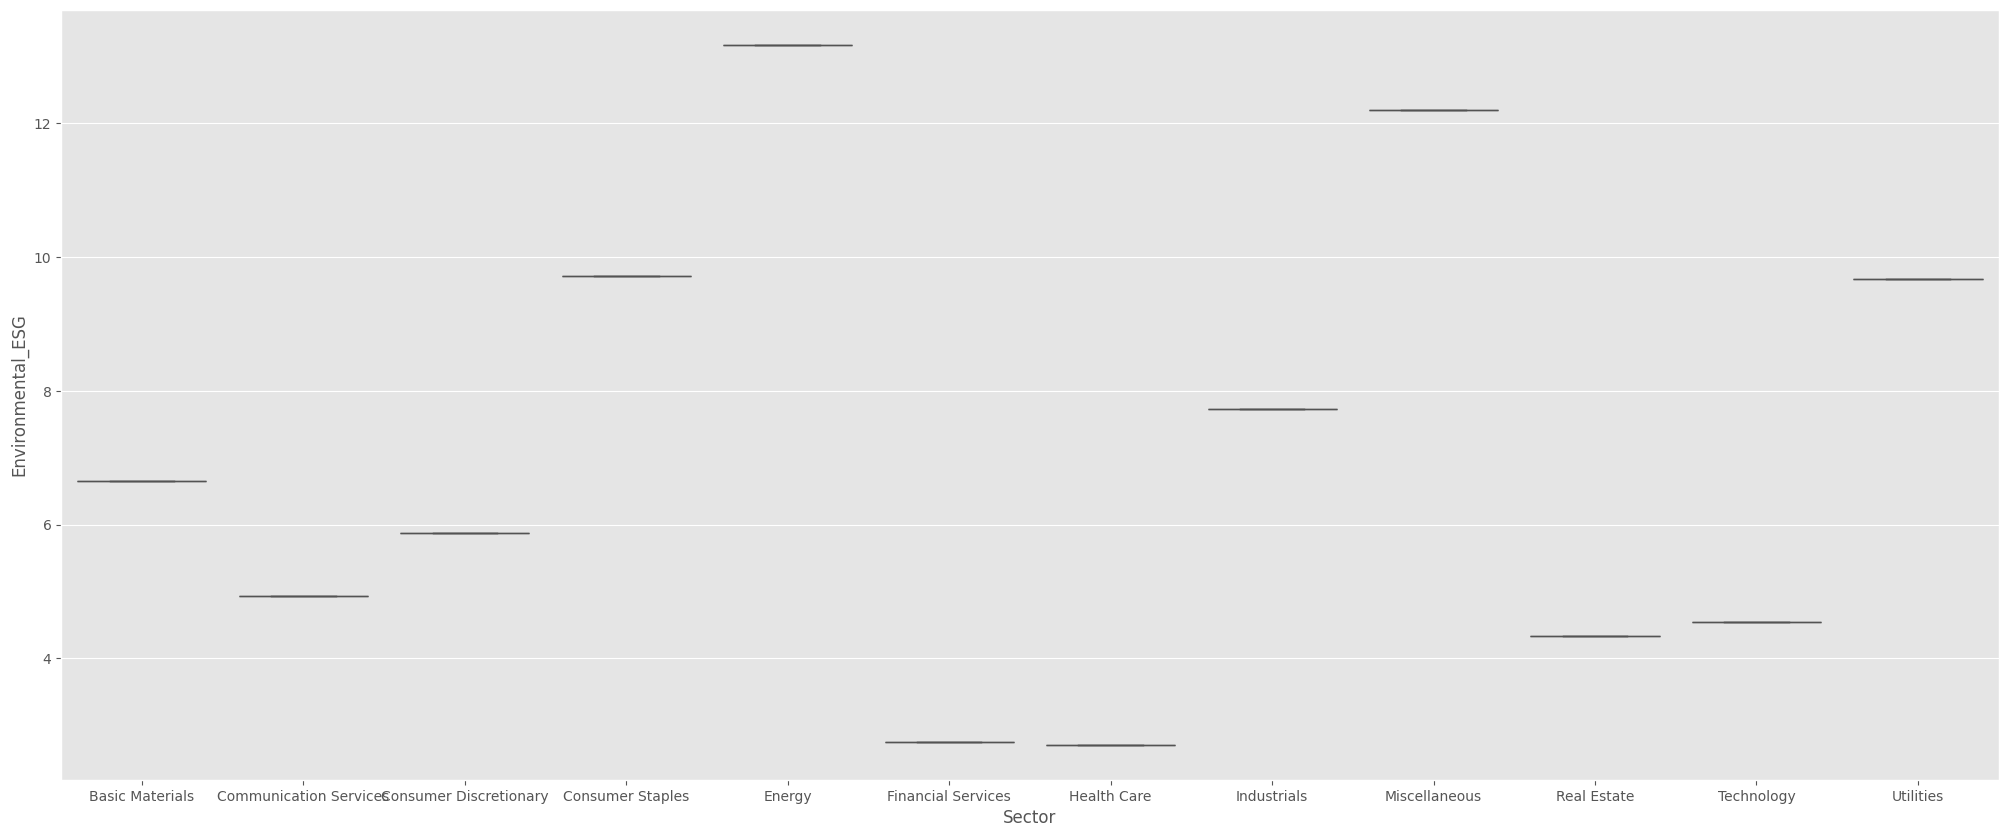 12
10
8
6
4
Environmental_ESG
Basic Materials
Communication Services
Consumer Discretionary
Consumer Staples
Energy
Financial Services
Health Care
Industrials
Miscellaneous
Real Estate
Technology
Utilities
Sector